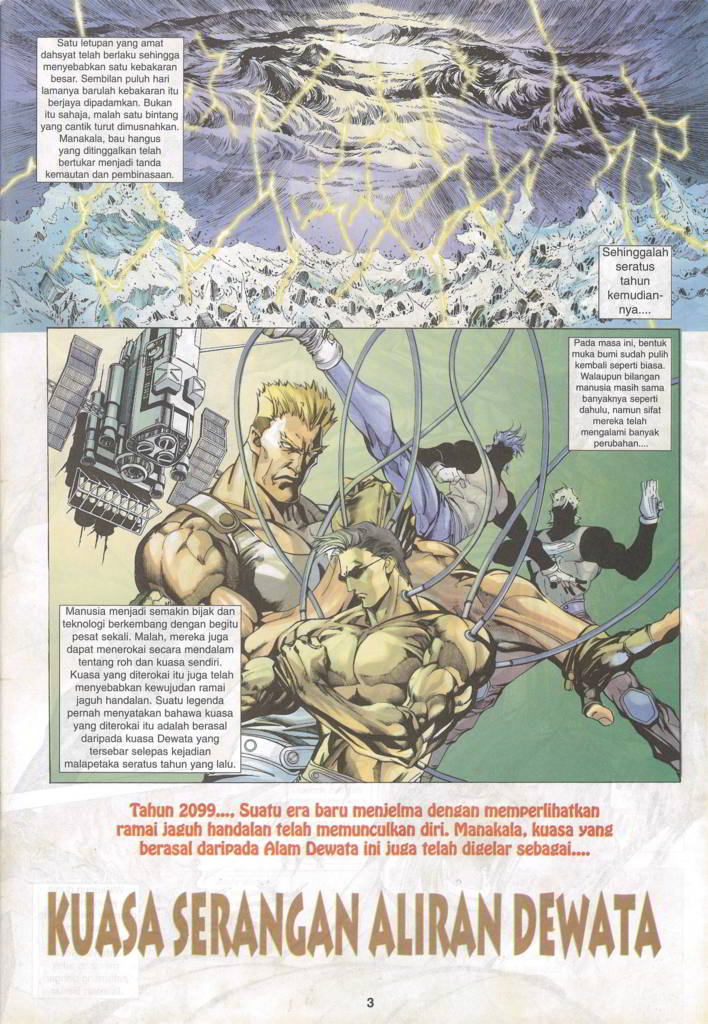 Satu letupan yang amat
dahsyat telah berlaku sehingga
menyebabkan satu kebakaran
besar. Sembilan puluh hari
lamanya barulah kebakaran itu
berjaya dipadamkan. Bukan
itu sahaja, malah satu bintang
yang cantik turut dimusnahkan.
Manakala, bau hangus
yang ditinggalkan telah
bertukar menjadi tanda
kemautan dan pembinasaan.
Sehinggalah
seratus
tahun
kemudian-
nya....
Pada masa ini, bentuk
muka bumi sudah pulih
kembali seperti biasa.
Walaupun bilangan
manusia masih sama
banyaknya seperti
dahulu, namun sifat
mereka telah
mengalami banyak
perubahan....
Manusia menjadi semakin bijak dan
teknologi berkembang dengan begitu
pesat sekali. Malah, mereka juga
dapat menerokai secara mendalam
tentang roh dan kuasa sendiri.
Kuasa yang diterokai itu juga telah
menyebabkan kewujudan ramai
jaguh handalan. Suatu legenda
pernah menyatakan bahawa kuasa
yang diterokai itu adalah berasal
daripada kuasa Dewata yang
tersebar selepas kejadian
malapetaka seratus tahun yang lalu.
Tahun 2099..., Suatu era baru menjelma dengan memperlihatkan
ramai jaguh handalan telah memunculkan diri. Manakala, kuasa yang
berasal daripada Alam Dewata ini juga telah digelar sebagai....
KUASA SERANGAN ALIRAN DEWATA
3